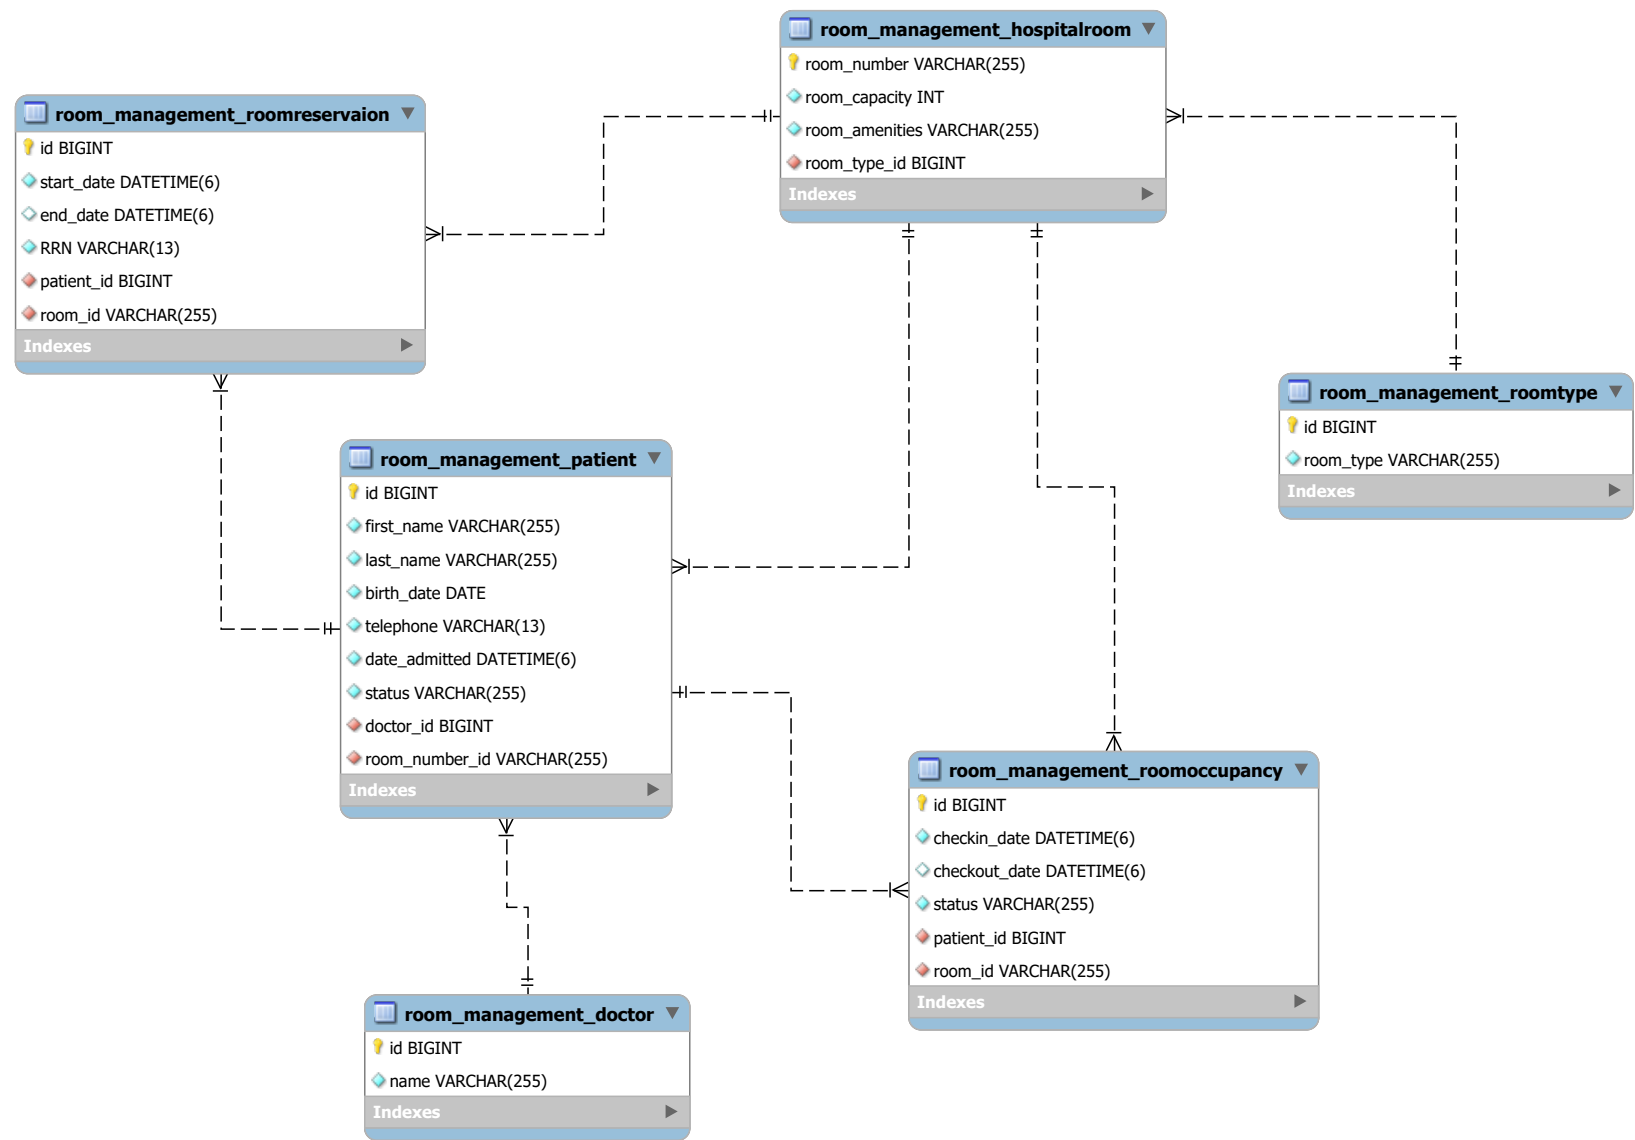 room_management_hospitalroom
room_number VARCHAR(255)
room_capacity INT
room_amenities VARCHAR(255)
room_type_id BIGINT
Indexes
room_management_roomreservaion
id BIGINT
start_date DATETIME(6)
end_date DATETIME(6)
RRN VARCHAR(13)
patient_id BIGINT
room_id VARCHAR(255)
Indexes
room_management_roomtype
id BIGINT
room_type VARCHAR(255)
Indexes
room_management_patient
id BIGINT
first_name VARCHAR(255)
last_name VARCHAR(255)
birth_date DATE
telephone VARCHAR(13)
date_admitted DATETIME(6)
status VARCHAR(255)
doctor_id BIGINT
room_number_id VARCHAR(255)
Indexes
room_management_roomoccupancy
id BIGINT
checkin_date DATETIME(6)
checkout_date DATETIME(6)
status VARCHAR(255)
patient_id BIGINT
room_id VARCHAR(255)
Indexes
room_management_doctor
id BIGINT
name VARCHAR(255)
Indexes